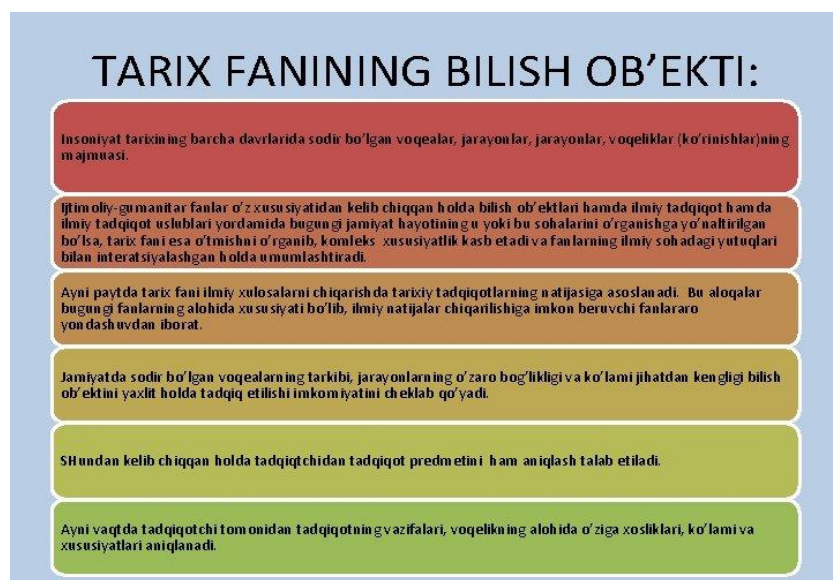 TARIX FANINING BILISH OB’EKTI:
Insoniyat tarixining barcha davrlarida sodir bo’lgan voqealar, jarayonlar, jarayonlar, voqeliklar (ko’rinishlar)ning
majmuasi.
Ijtimoliy-gumanitar fanlar o’z xususiyatidan kelib chiqqan holda bilish ob’ektlari hamda ilmiy tadqiqot hamda
ilmiy tadqiqot uslublari yordamida bugungi jamiyat hayotining u yoki bu sohalarini o’rganishga yo’naltirilgan
bo’lsa, tarix fani esa o’tmishni o’rganib, komleks xususiyatlik kasb etadi va fanlarning ilmiy sohadagi yutuqlari
bilan interatsiyalashgan holda umumlashtiradi.
Ayni paytda tarix fani ilmiy xulosalarni chiqarishda tarixiy tadqiqotlarning natijasiga asoslanadi. Bu aloqalar
bugungi fanlarning alohida xususiyati bo’lib, ilmiy natijalar chiqarilishiga imkon beruvchi fanlararo
yondashuvdan iborat.
Jamiyatda sodir bo’lgan voqealarning tarkibi, jarayonlarning o’zaro bog’likligi va ko’lami jihatdan kengligi bilish
ob’ektini yaxlit holda tadqiq etilishi imkomiyatini cheklab qo’yadi.
SHundan kelib chiqqan holda tadqiqtchidan tadqiqot predmetini ham aniqlash talab etiladi.
Ayni vaqtda tadqiqotchi tomonidan tadqiqotning vazifalari, voqelikning alohida o’ziga xosliklari, ko’lami va
xususiyatlari aniqlanadi.